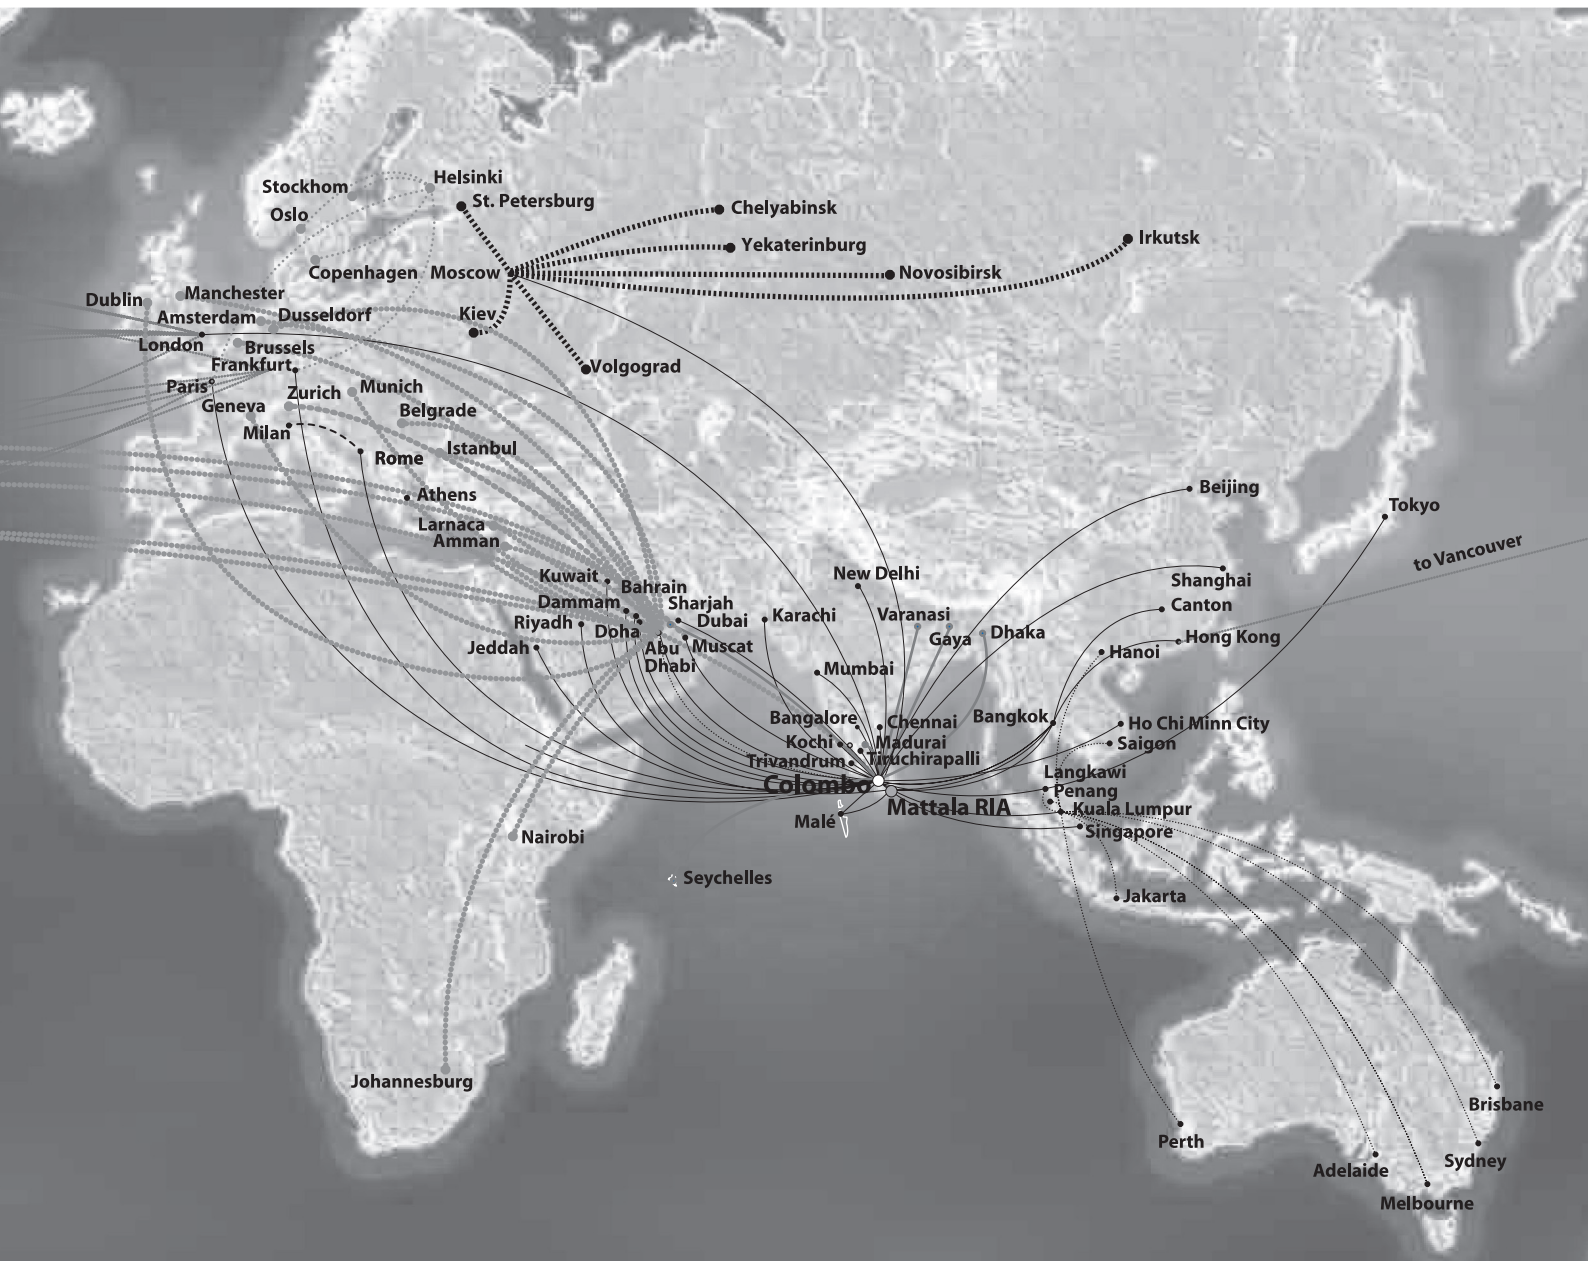 Helsinki
Stockhom
St. Petersburg
Chelyabinsk
Oslo
Irkutsk
Yekaterinburg
Copenhagen
Moscow
Novosibirsk
Manchester
Dublin
Amsterdam
Dusseldorf
Kiev
London
Brussels
Frankfurt
Volgograd
Paris
Zurich
Munich
Geneva
Belgrade
Milan
Istanbul
Rome
Beijing
Athens
Tokyo
Larnaca
Amman
to Vancouver
Kuwait
Bahrain
New Delhi
Shanghai
Dammam
Sharjah
Canton
Riyadh
Doha
Dubai
Karachi
Varanasi
Gaya
Dhaka
Hong Kong
Jeddah
Abu
Dhabi
Muscat
Hanoi
Mumbai
Bangalore
Chennai
Bangkok
Ho Chi Minn City
Kochi
Madurai
Saigon
Trivandrum
Tiruchirapalli
Langkawi
Colombo
Penang
Mattala RIA
Kuala Lumpur
Malé
Singapore
Nairobi
Seychelles
Jakarta
Johannesburg
Brisbane
Perth
Adelaide
Sydney
Melbourne